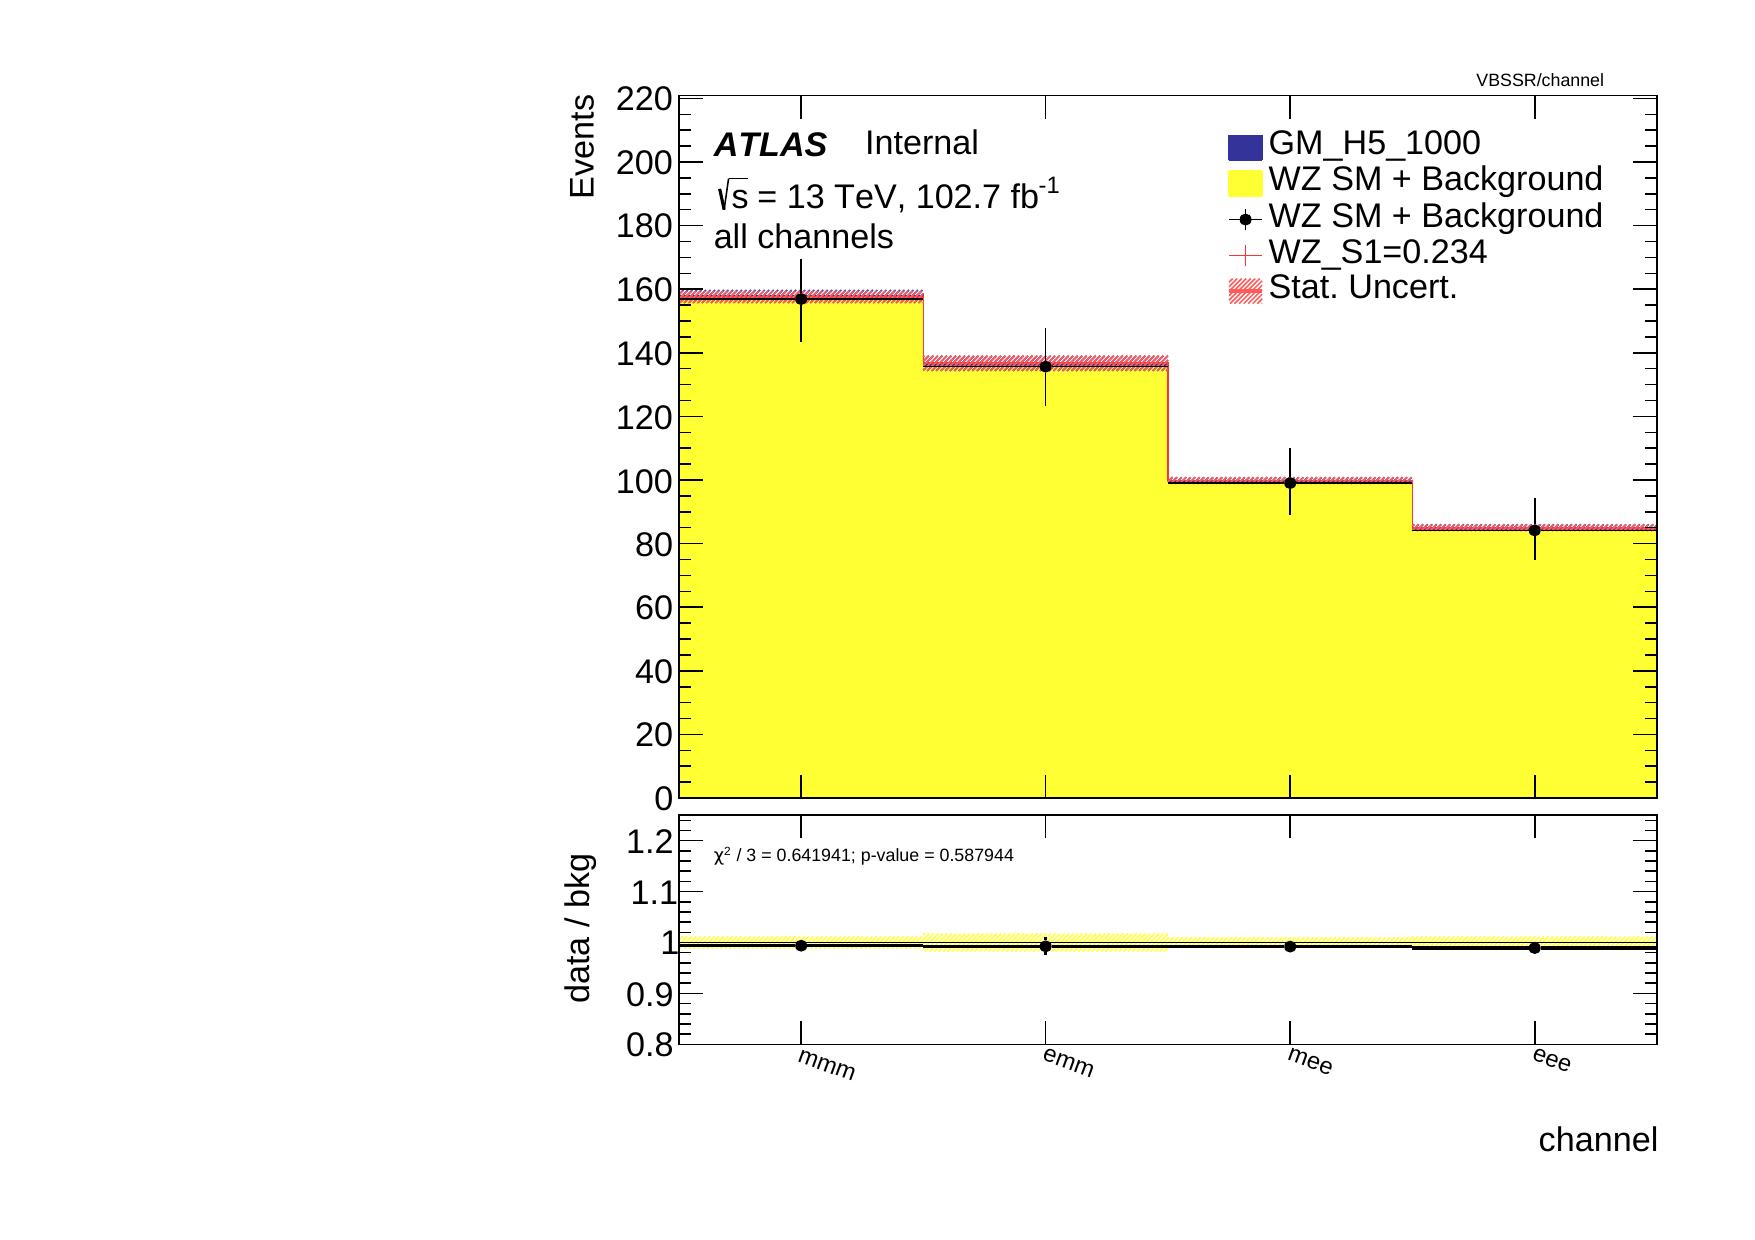 VBSSR/channel
Events
220
200
180
160
140
120
100
80
60
40
20
0
ATLAS Internal
√s = 13 TeV, 102.7 fb-1
all channels
GM_H5_1000
WZ SM + Background
WZ SM + Background
WZ_S1=0.234
Stat. Uncert.
data / bkg
1.2
1.1
1
0.9
0.8
χ2 / 3 = 0.641941; p-value = 0.587944
mmm emm mee eee
channel